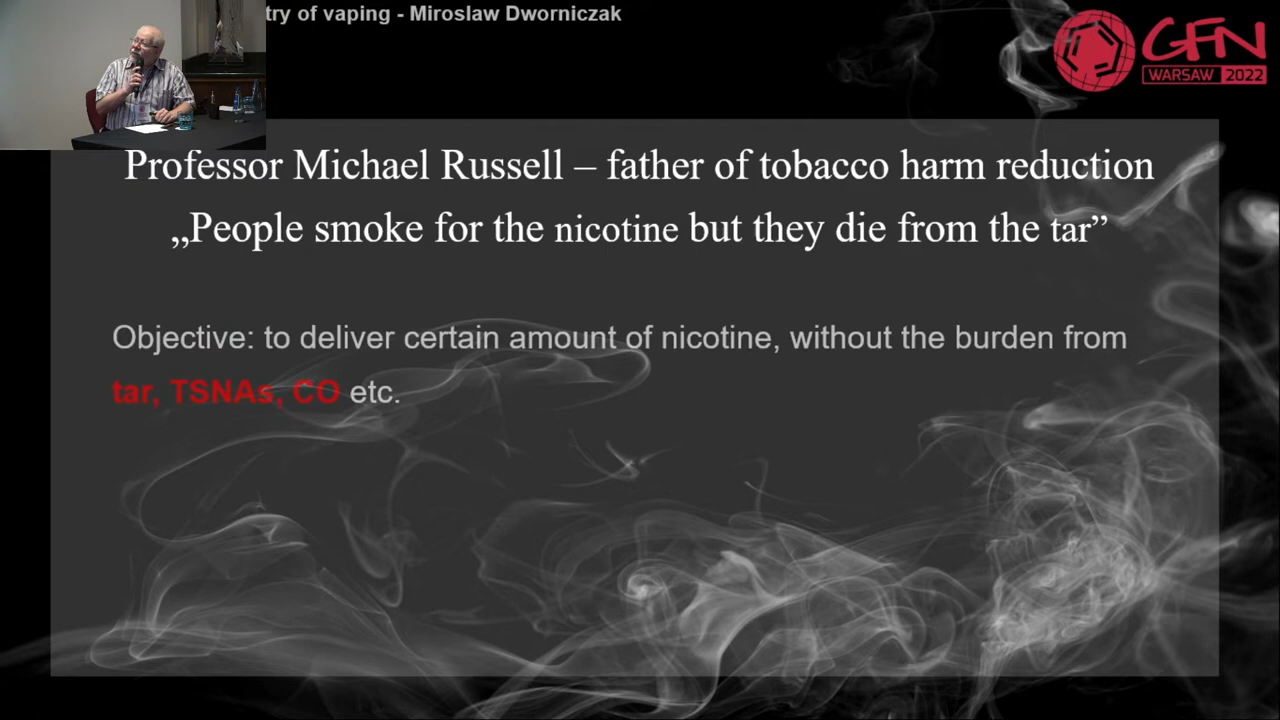 try of vaping - Miroslaw Dworniczak
GFN
WARSAW 2022
Professor Michael Russell – father of tobacco harm reduction
„People smoke for the nicotine but they die from the tar”
Objective: to deliver certain amount of nicotine, without the burden from
tar, TSNAs, CO etc.